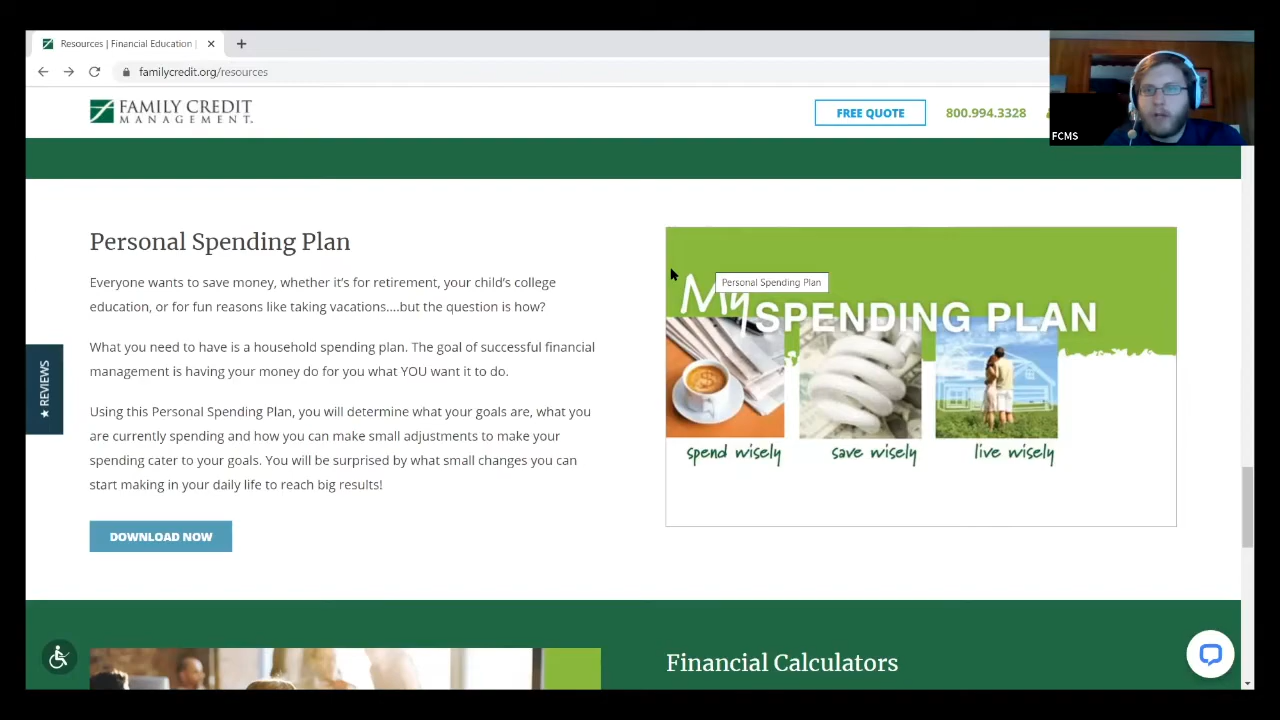 Resources | Financial Education |
familycredit.org/resources
FAMILY CREDIT
MANAGEMENT.
FREE QUOTE
800.994.3328
FCMS
Personal Spending Plan
Everyone wants to save money, whether it's for retirement, your child's college
education, or for fun reasons like taking vacations....but the question is how?
What you need to have is a household spending plan. The goal of successful financial
management is having your money do for you what YOU want it to do.
Using this Personal Spending Plan, you will determine what your goals are, what you
are currently spending and how you can make small adjustments to make your
spending cater to your goals. You will be surprised by what small changes you can
start making in your daily life to reach big results!
DOWNLOAD NOW
★ REVIEWS
Personal Spending Plan
My SPENDING PLAN
spend wisely
save wisely
live wisely
Financial Calculators